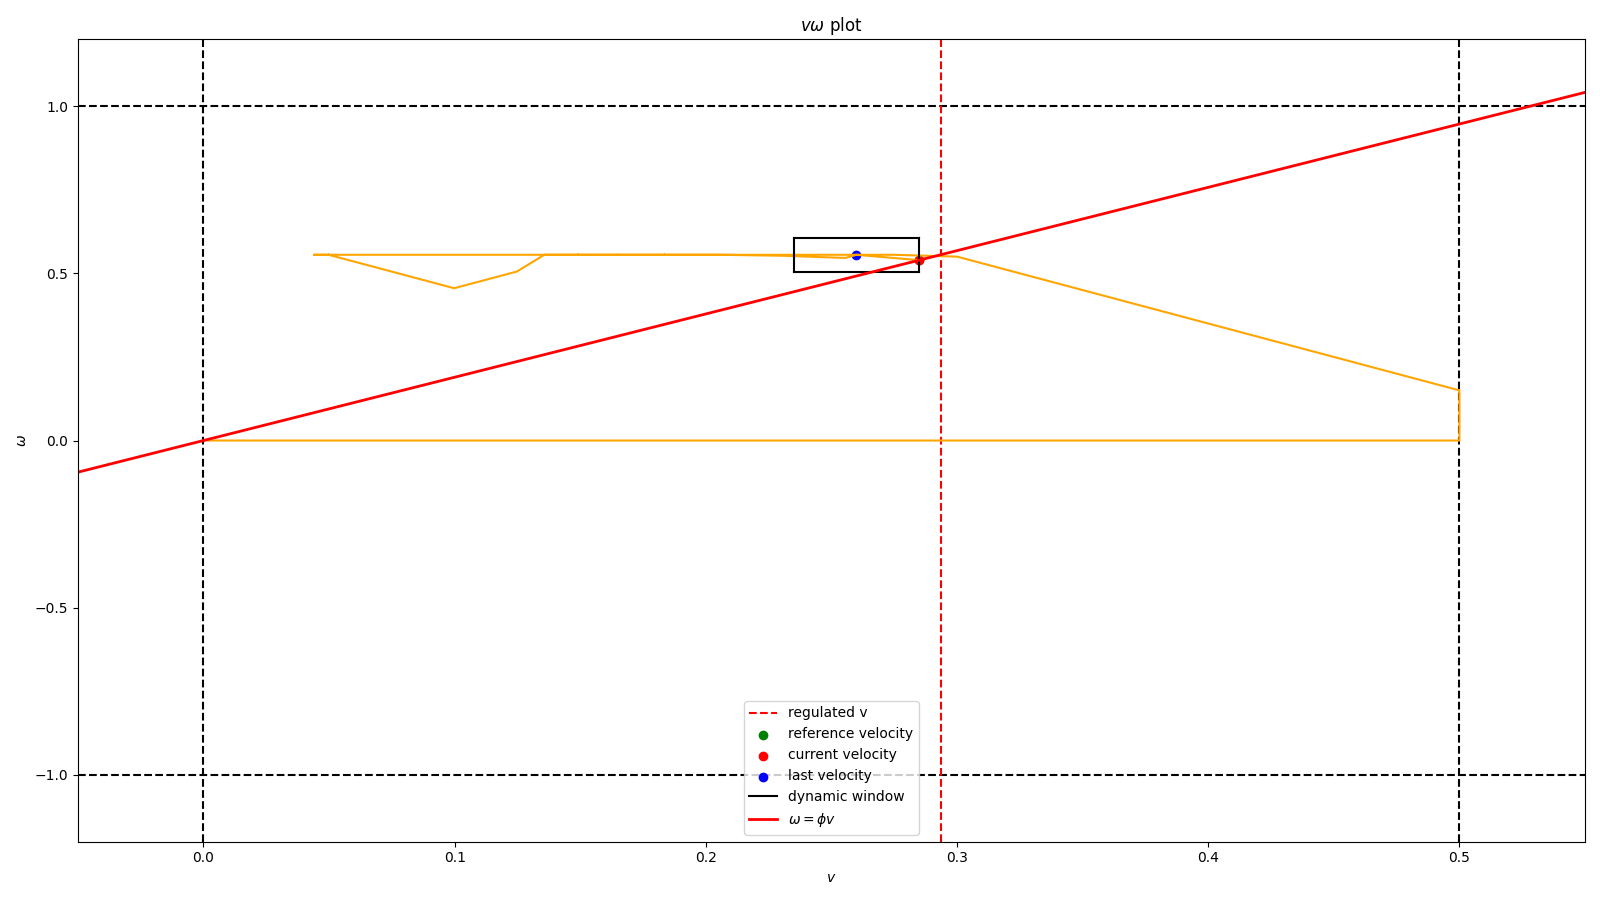 vω plot
1.0
0.5
0.0
−0.5
−1.0
ω
0.0 0.1 0.2 0.3 0.4 0.5
v
regulated v
reference velocity
current velocity
last velocity
dynamic window
ω = ϕv